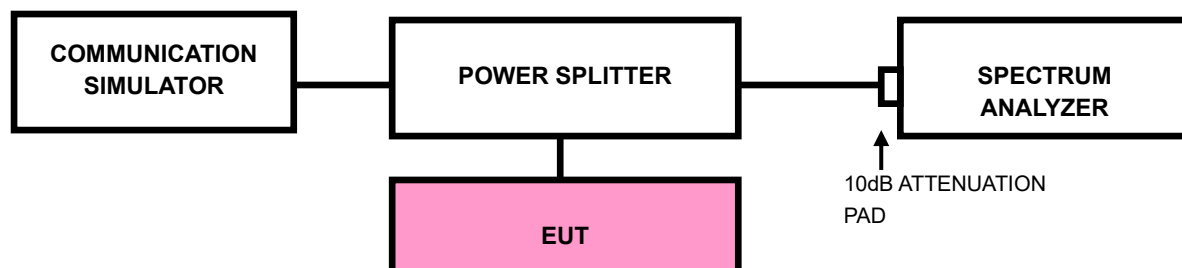 COMMUNICATION
SIMULATOR
POWER SPLITTER
SPECTRUM
ANALYZER
10dB ATTENUATION
PAD
EUT